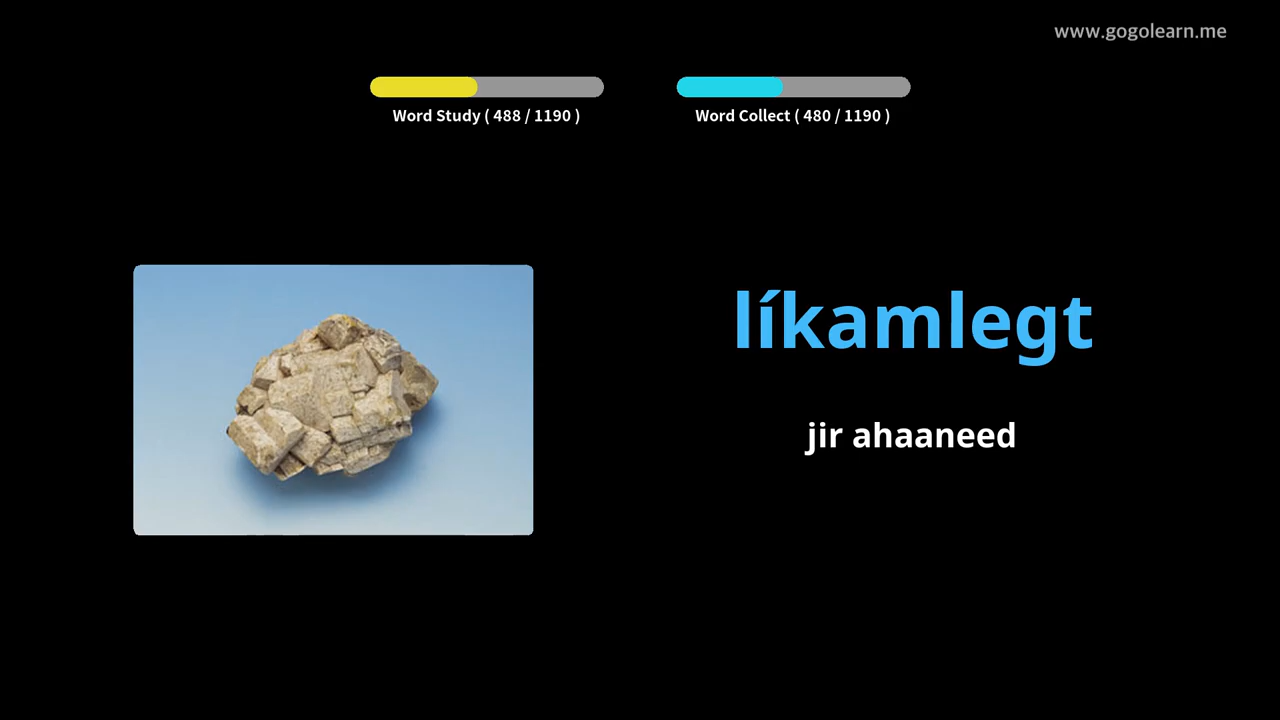 www.gogolearn.me
Word Study ( 488 / 1190 )
Word Collect ( 480 / 1190 )
líkamlegt
jir ahaaneed